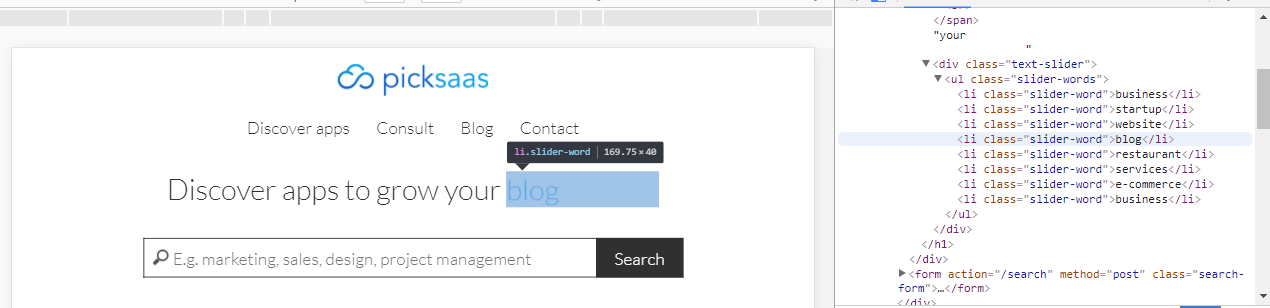 picksaas
Discover apps Consult Blog Contact
li.slider-word 169.75×40
Discover apps to grow your blog
E.g. marketing, sales, design, project management Search
</span>
"your
"
▼<div class="text-slider">
▼<ul class="slider-words">
<li class="slider-word">business</li>
<li class="slider-word">startup</li>
<li class="slider-word">website</li>
<li class="slider-word">blog</li>
<li class="slider-word">restaurant</li>
<li class="slider-word">services</li>
<li class="slider-word">e-commerce</li>
<li class="slider-word">business</li>
</ul>
</div>
</h1>
</div>
▶<form action="/search" method="post" class="search-
form">…</form>
</div>